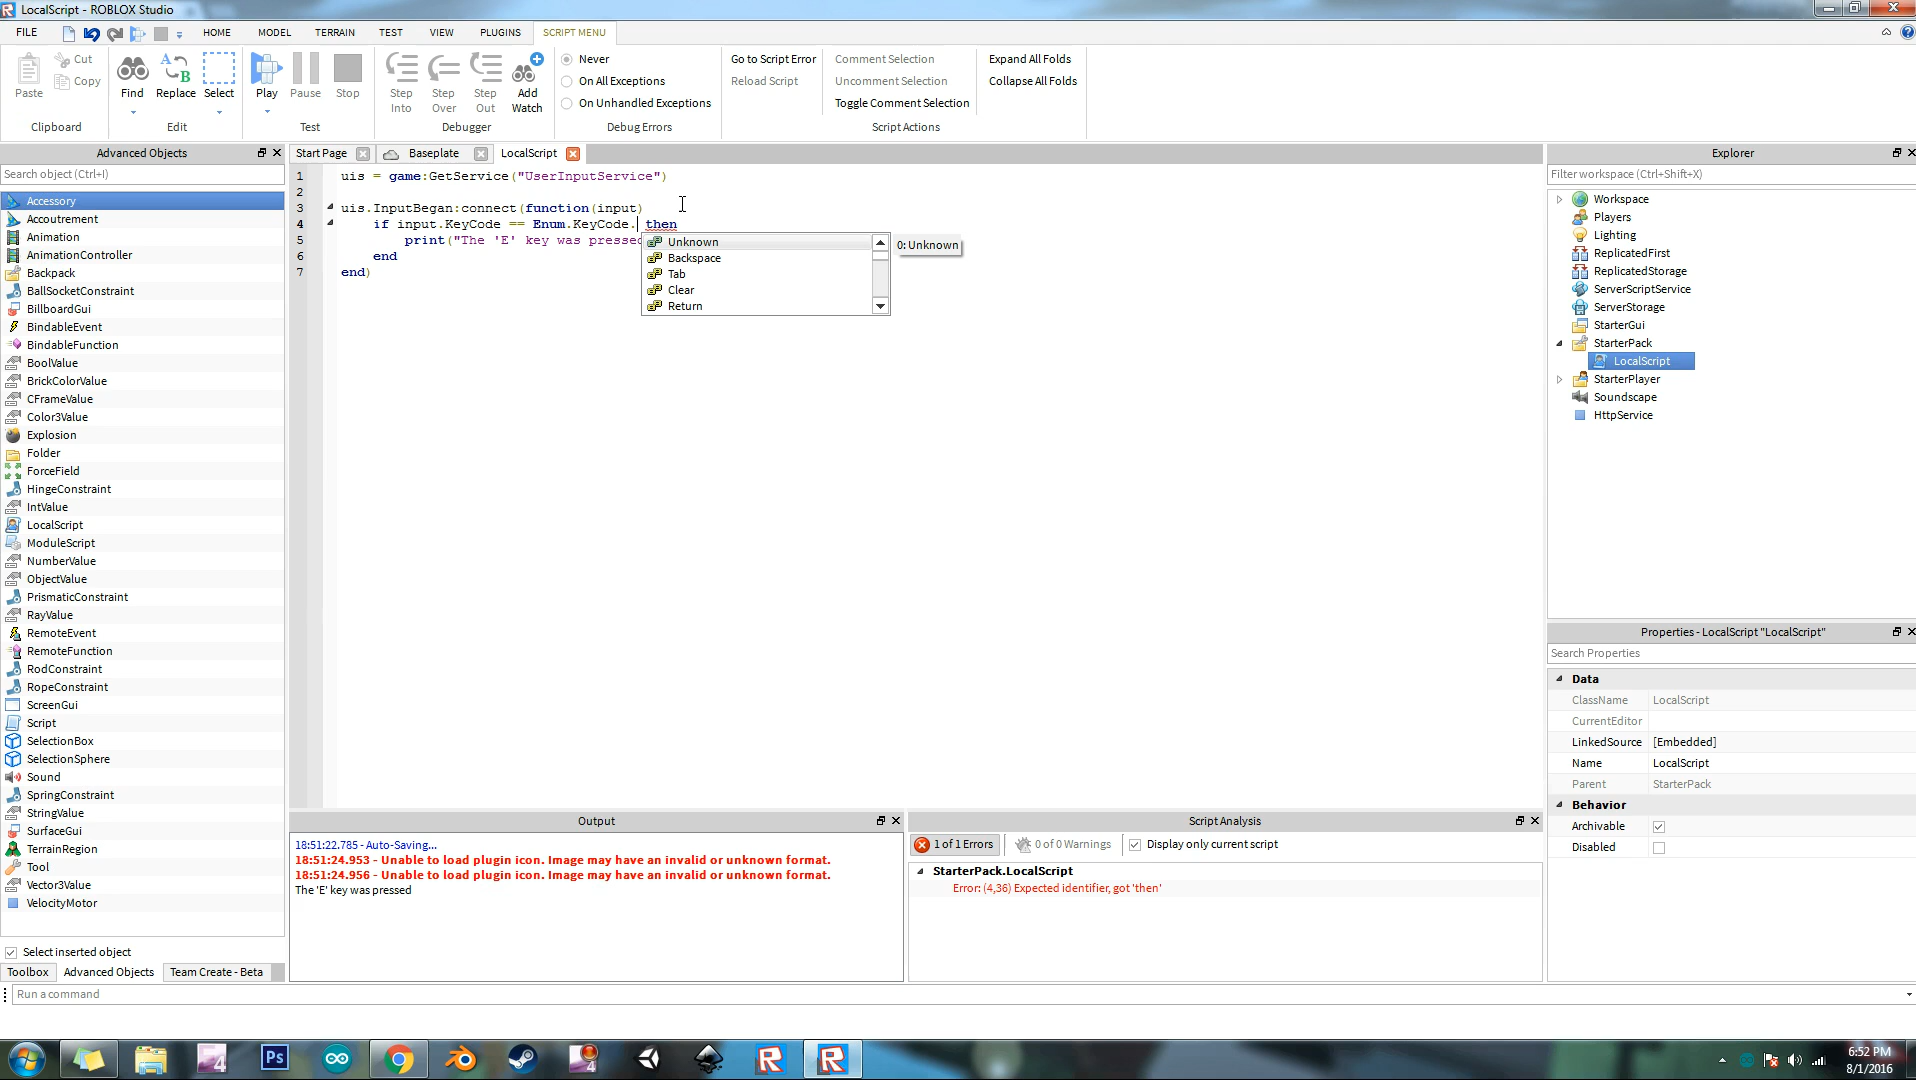 LocalScript - ROBLOX Studio
FILE
HOME
MODEL
TERRAIN
TEST
VIEW
PLUGINS
SCRIPT MENU
Paste
Cut
Copy
Clipboard
Find
Replace
Select
Edit
Play
Pause
Stop
Test
Step Into
Step Over
Step Out
Add Watch
Debugger
Never
On All Exceptions
On Unhandled Exceptions
Debug Errors
Go to Script Error
Reload Script
Comment Selection
Uncomment Selection
Toggle Comment Selection
Script Actions
Expand All Folds
Collapse All Folds
Advanced Objects
Search object (Ctrl+I)
Accessory
Accoutrement
Animation
AnimationController
Backpack
BallSocketConstraint
BillboardGui
BindableEvent
BindableFunction
BoolValue
BrickColorValue
CFrameValue
Color3Value
Explosion
Folder
ForceField
HingeConstraint
IntValue
LocalScript
ModuleScript
NumberValue
ObjectValue
PrismaticConstraint
RayValue
RemoteEvent
RemoteFunction
RodConstraint
RopeConstraint
ScreenGui
Script
SelectionBox
SelectionSphere
Sound
SpringConstraint
StringValue
SurfaceGui
TerrainRegion
Tool
Vector3Value
VelocityMotor
Select inserted object
Toolbox
Advanced Objects
Team Create - Beta
Run a command
Start Page
Baseplate
LocalScript
1 uis = game:GetService("UserInputService")
2
3 uis.InputBegan:connect(function(input)
4 if input.KeyCode == Enum.KeyCode. then
5 print("The 'E' key was pressed
6 end
7 end)
Unknown
Backspace
Tab
Clear
Return
0: Unknown
Output
18:51:22.785 - Auto-Saving...
18:51:24.953 - Unable to load plugin icon. Image may have an invalid or unknown format.
18:51:24.956 - Unable to load plugin icon. Image may have an invalid or unknown format.
The 'E' key was pressed
Script Analysis
1 of 1 Errors
0 of 0 Warnings
Display only current script
StarterPack.LocalScript
Error: (4,36) Expected identifier, got 'then'
Explorer
Filter workspace (Ctrl+Shift+X)
Workspace
Players
Lighting
ReplicatedFirst
ReplicatedStorage
ServerScriptService
ServerStorage
StarterGui
StarterPack
LocalScript
StarterPlayer
Soundscape
HttpService
Properties - LocalScript "LocalScript"
Search Properties
Data
ClassName LocalScript
CurrentEditor
LinkedSource [Embedded]
Name LocalScript
Parent StarterPack
Behavior
Archivable
Disabled
4
Ps
4
6:52 PM
8/1/2016